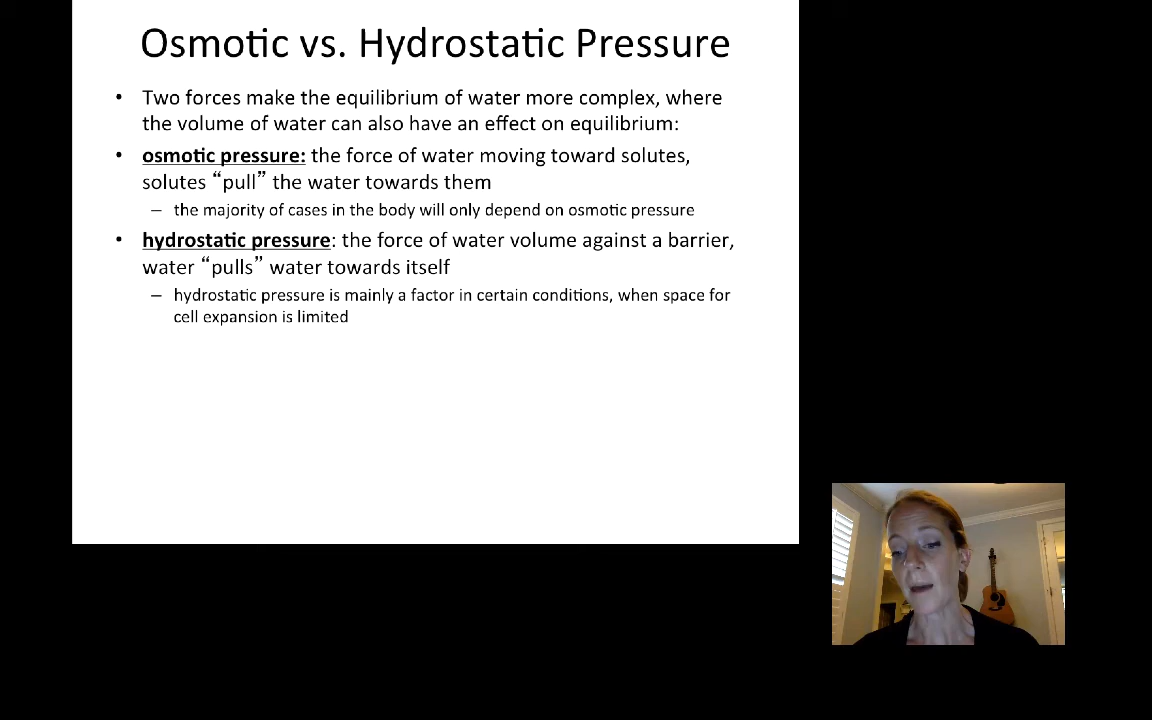 Osmotic vs. Hydrostatic Pressure
• Two forces make the equilibrium of water more complex, where
the volume of water can also have an effect on equilibrium:
• osmotic pressure: the force of water moving toward solutes,
solutes “pull” the water towards them
– the majority of cases in the body will only depend on osmotic pressure
• hydrostatic pressure: the force of water volume against a barrier,
water “pulls” water towards itself
– hydrostatic pressure is mainly a factor in certain conditions, when space for
cell expansion is limited